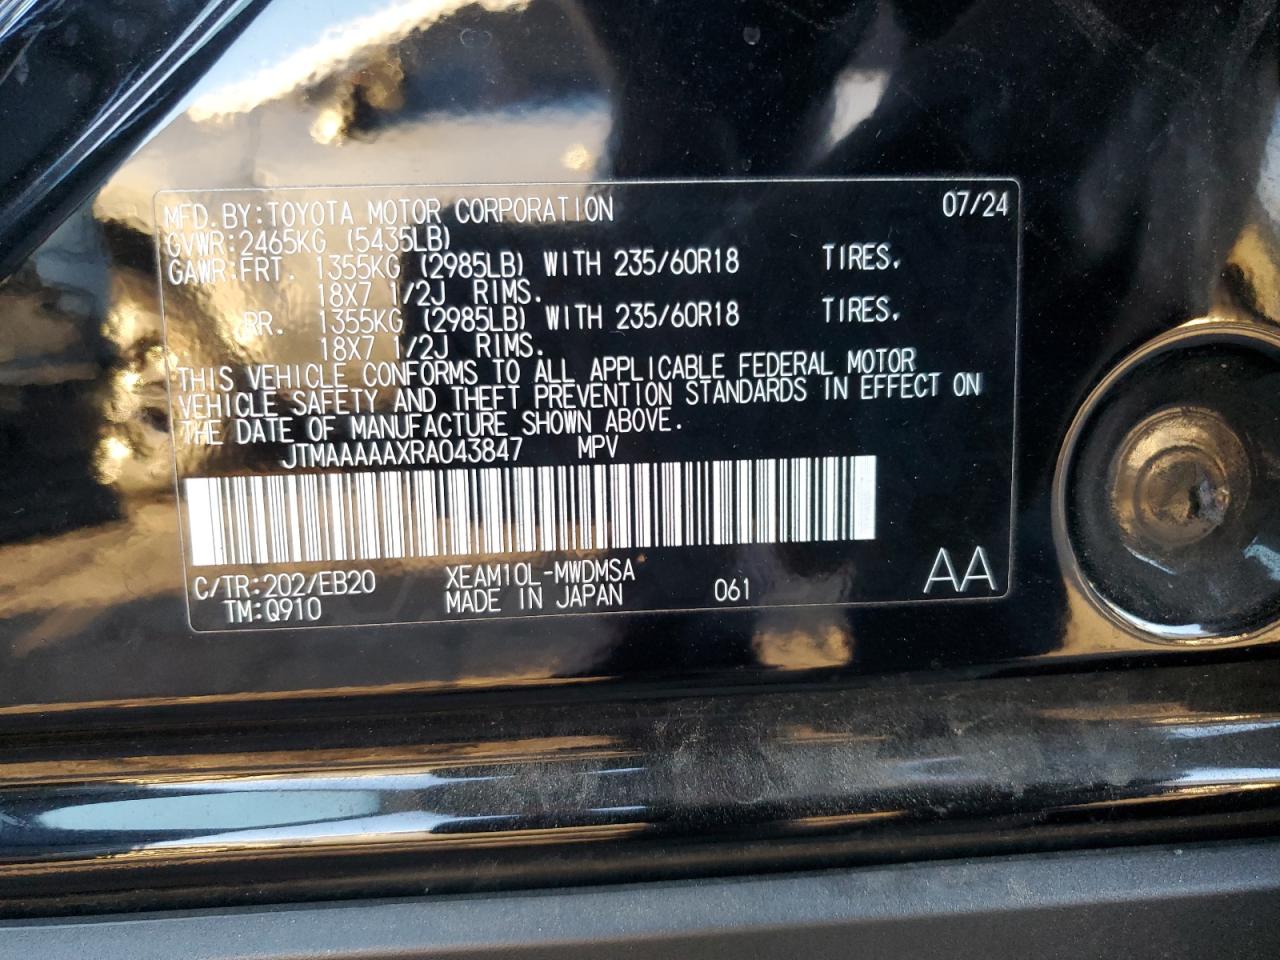 MFD.BY:TOYOTA MOTOR CORPORATION 07/24
GVWR:2465KG (5435LB)
GAWR:FRT. 1355KG (2985LB) WITH 235/60R18 TIRES.
18X7 1/2J RIMS.
RR. 1355KG (2985LB) WITH 235/60R18 TIRES.
18X7 1/2J RIMS.
THIS VEHICLE CONFORMS TO ALL APPLICABLE FEDERAL MOTOR
VEHICLE SAFETY AND THEFT PREVENTION STANDARDS IN EFFECT ON
THE DATE OF MANUFACTURE SHOWN ABOVE.
JTMAAAAAXRA043847 MPV
C/TR:202/EB20 XEAM10L-MWDMSA 061 AA
TM:Q910 MADE IN JAPAN